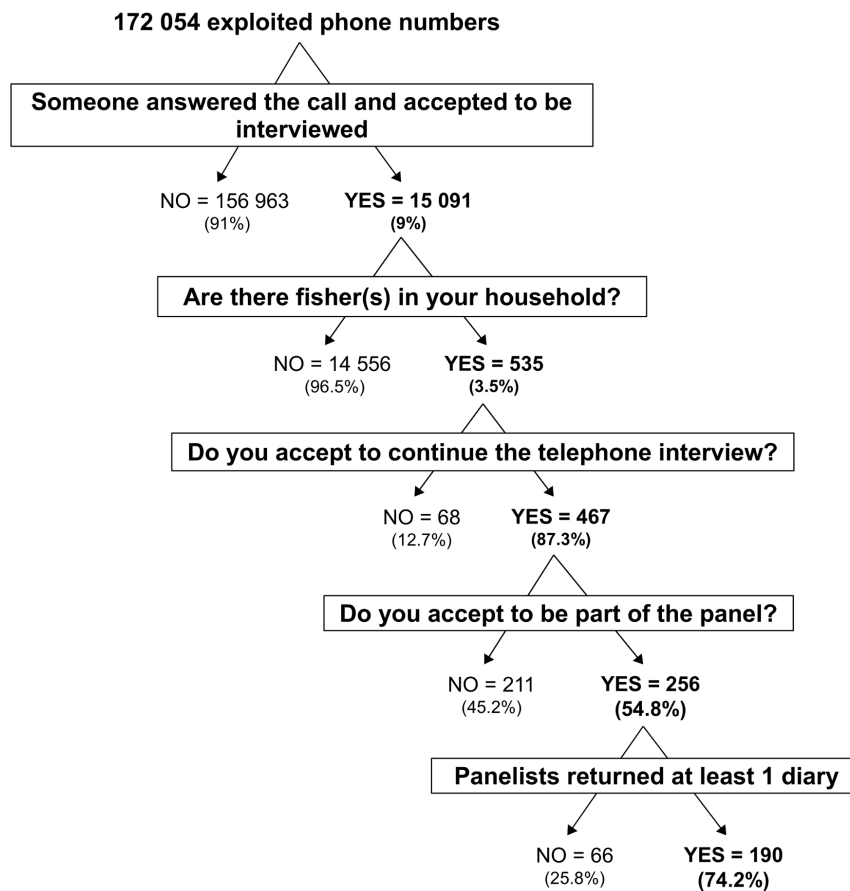 172 054 exploited phone numbers
Someone answered the call and accepted to be
interviewed
NO = 156 963
(91%)
YES = 15 091
(9%)
Are there fisher(s) in your household?
NO = 14 556
(96.5%)
YES = 535
(3.5%)
Do you accept to continue the telephone interview?
NO = 68
(12.7%)
YES = 467
(87.3%)
Do you accept to be part of the panel?
NO = 211
(45.2%)
YES = 256
(54.8%)
Panelists returned at least 1 diary
NO = 66
(25.8%)
YES = 190
(74.2%)